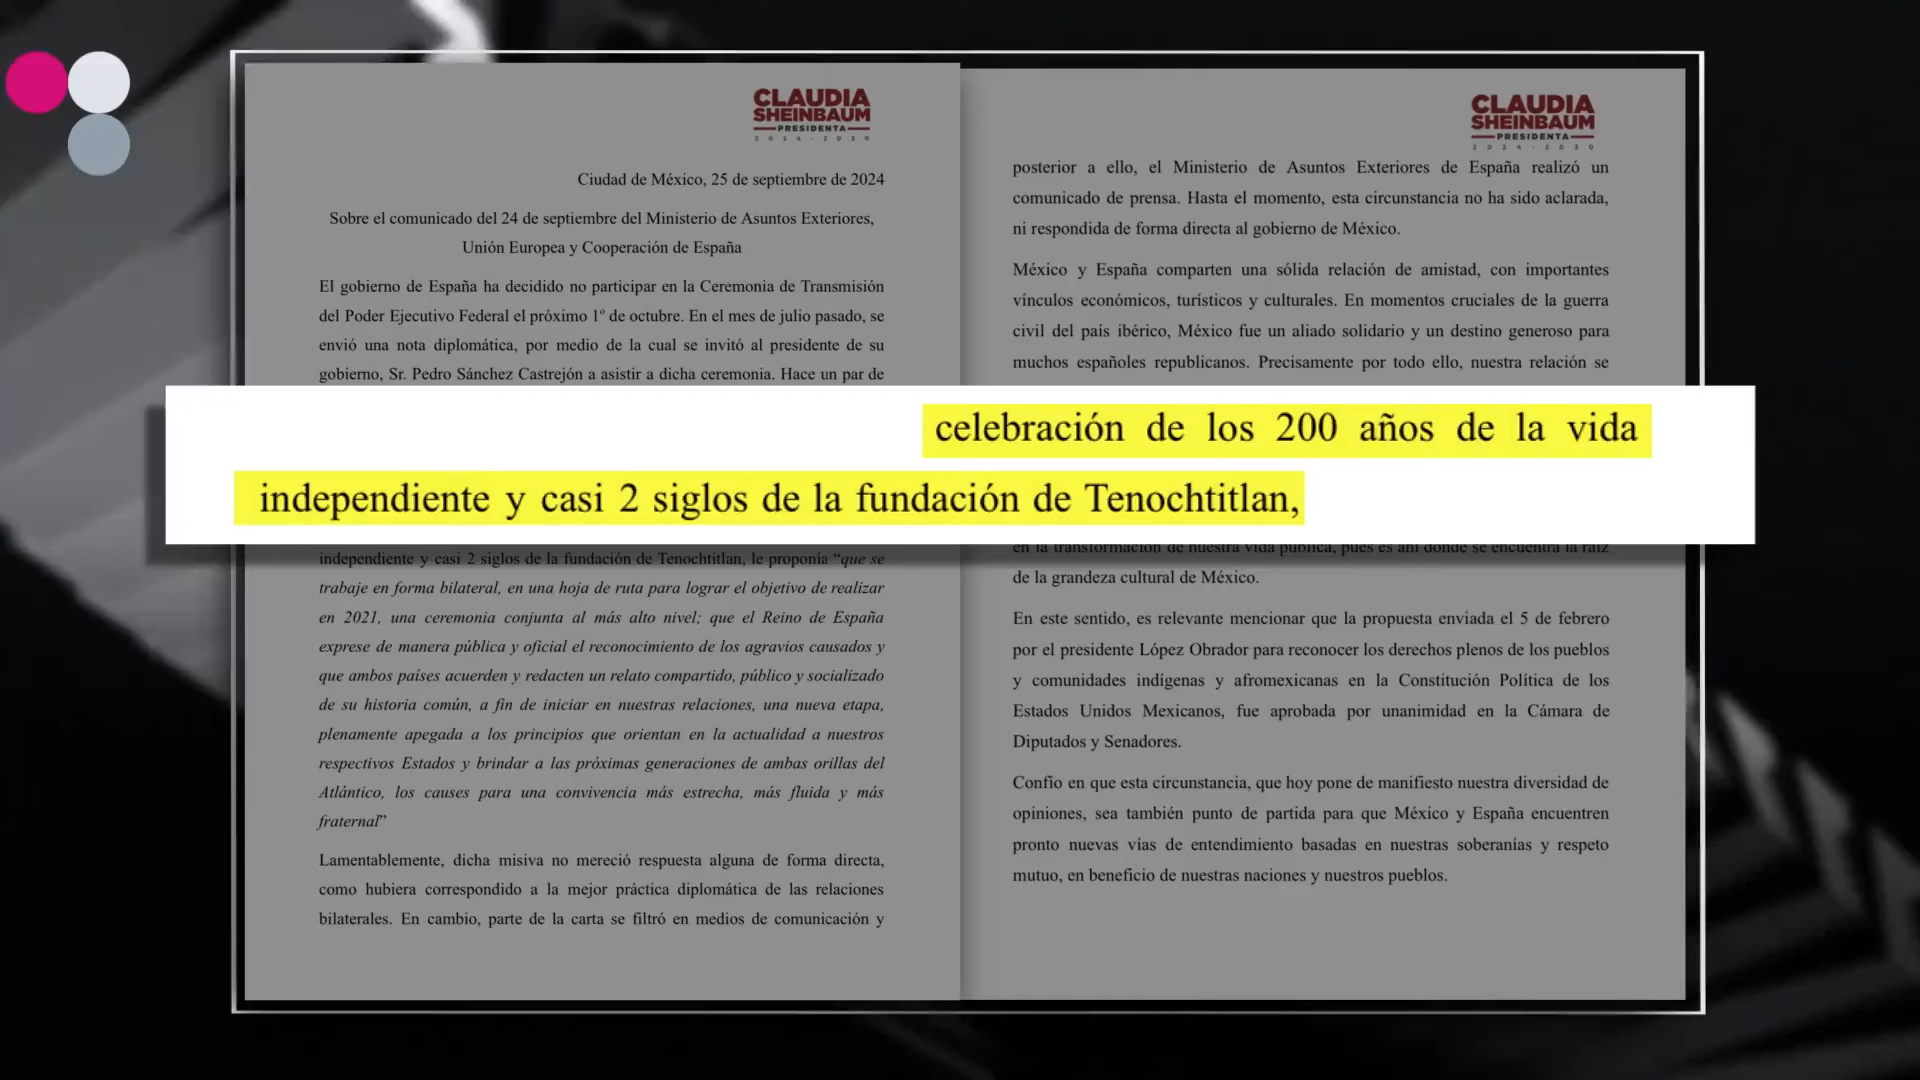 CLAUDIA
SHEINBAUM
PRESIDENTA
2024-2030
Ciudad de México, 25 de septiembre de 2024
Sobre el comunicado del 24 de septiembre del Ministerio de Asuntos Exteriores,
Unión Europea y Cooperación de España
El gobierno de España ha decidido no participar en la Ceremonia de Transmisión
del Poder Ejecutivo Federal el próximo 1º de octubre. En el mes de julio pasado, se
envió una nota diplomática, por medio de la cual se invitó al presidente de su
gobierno, Sr. Pedro Sánchez Castrejón a asistir a dicha ceremonia. Hace un par de
celebración de los 200 años de la vida
independiente y casi 2 siglos de la fundación de Tenochtitlan,
independiente y casi 2 siglos de la fundación de Tenochtitlan, le proponía “que se
trabaje en forma bilateral, en una hoja de ruta para lograr el objetivo de realizar
en 2021, una ceremonia conjunta al más alto nivel; que el Reino de España
exprese de manera pública y oficial el reconocimiento de los agravios causados y
que ambos países acuerden y redacten un relato compartido, público y socializado
de su historia común, a fin de iniciar en nuestras relaciones, una nueva etapa,
plenamente apegada a los principios que orientan en la actualidad a nuestros
respectivos Estados y brindar a las próximas generaciones de ambas orillas del
Atlántico, los causes para una convivencia más estrecha, más fluida y más
fraternal”
Lamentablemente, dicha misiva no mereció respuesta alguna de forma directa,
como hubiera correspondido a la mejor práctica diplomática de las relaciones
bilaterales. En cambio, parte de la carta se filtró en medios de comunicación y
CLAUDIA
SHEINBAUM
PRESIDENTA
2024-2030
posterior a ello, el Ministerio de Asuntos Exteriores de España realizó un
comunicado de prensa. Hasta el momento, esta circunstancia no ha sido aclarada,
ni respondida de forma directa al gobierno de México.
México y España comparten una sólida relación de amistad, con importantes
vínculos económicos, turísticos y culturales. En momentos cruciales de la guerra
civil del país ibérico, México fue un aliado solidario y un destino generoso para
muchos españoles republicanos. Precisamente por todo ello, nuestra relación se
en la transformación de nuestra vida pública, pues es ahí donde se encuentra la raíz
de la grandeza cultural de México.
En este sentido, es relevante mencionar que la propuesta enviada el 5 de febrero
por el presidente López Obrador para reconocer los derechos plenos de los pueblos
y comunidades indígenas y afromexicanas en la Constitución Política de los
Estados Unidos Mexicanos, fue aprobada por unanimidad en la Cámara de
Diputados y Senadores.
Confío en que esta circunstancia, que hoy pone de manifiesto nuestra diversidad de
opiniones, sea también punto de partida para que México y España encuentren
pronto nuevas vías de entendimiento basadas en nuestras soberanías y respeto
mutuo, en beneficio de nuestras naciones y nuestros pueblos.